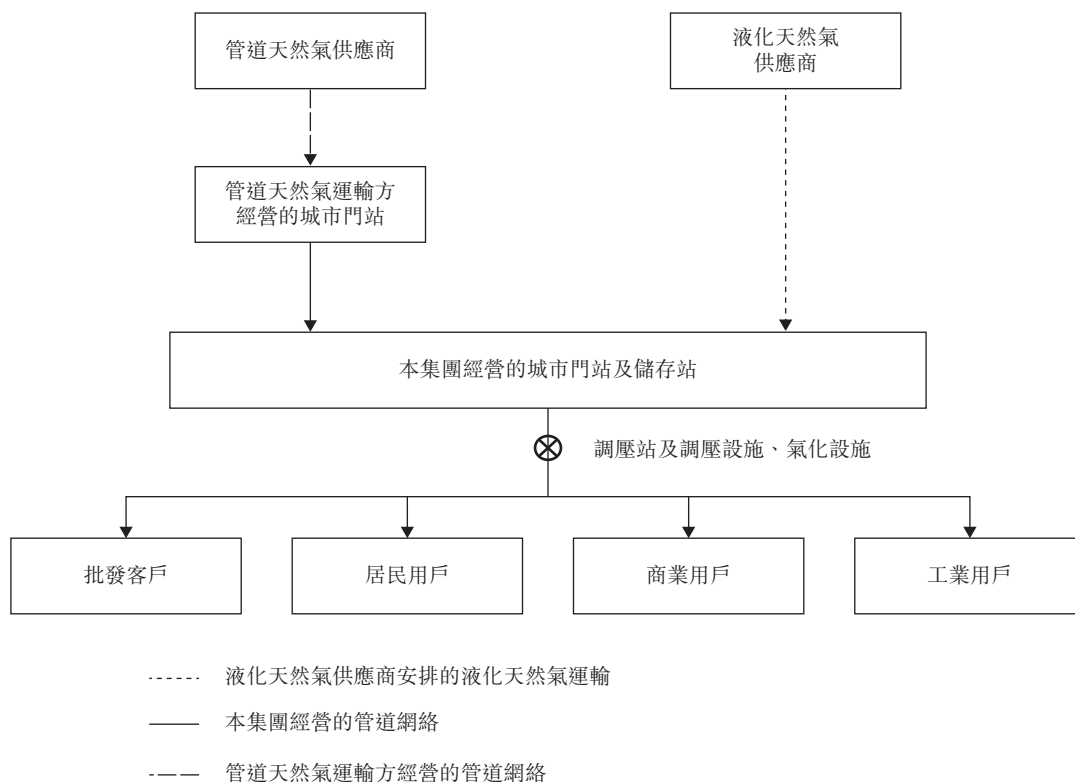 管道天然氣供應商
液化天然氣
供應商
管道天然氣運輸方
經營的城市門站
本集團經營的城市門站及儲存站
調壓站及調壓設施、氣化設施
批發客戶
居民用戶
商業用戶
工業用戶
液化天然氣供應商安排的液化天然氣運輸
本集團經營的管道網絡
管道天然氣運輸方經營的管道網絡